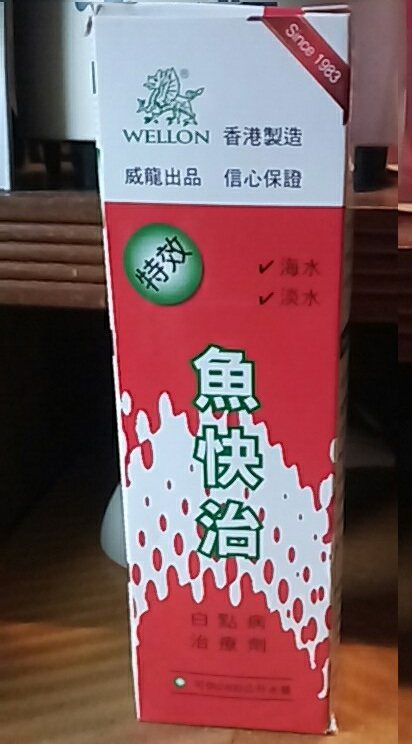 Since 1983
WELLON® 香港製造
威龍出品 信心保證
特效
✓ 海水
✓ 淡水
魚快治
白點病
治療劑